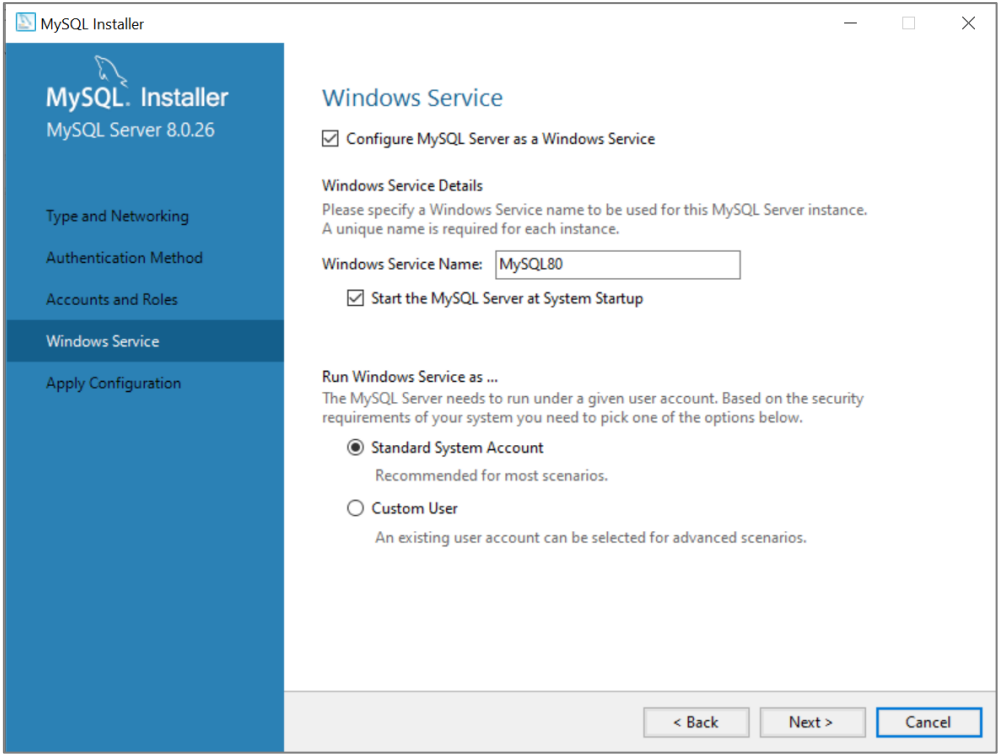 MySQL Installer
MySQL. Installer
MySQL Server 8.0.26
Type and Networking
Authentication Method
Accounts and Roles
Windows Service
Apply Configuration
Windows Service
Configure MySQL Server as a Windows Service
Windows Service Details
Please specify a Windows Service name to be used for this MySQL Server instance.
A unique name is required for each instance.
Windows Service Name: MySQL80
Start the MySQL Server at System Startup
Run Windows Service as ...
The MySQL Server needs to run under a given user account. Based on the security
requirements of your system you need to pick one of the options below.
Standard System Account
Recommended for most scenarios.
Custom User
An existing user account can be selected for advanced scenarios.
< Back Next > Cancel